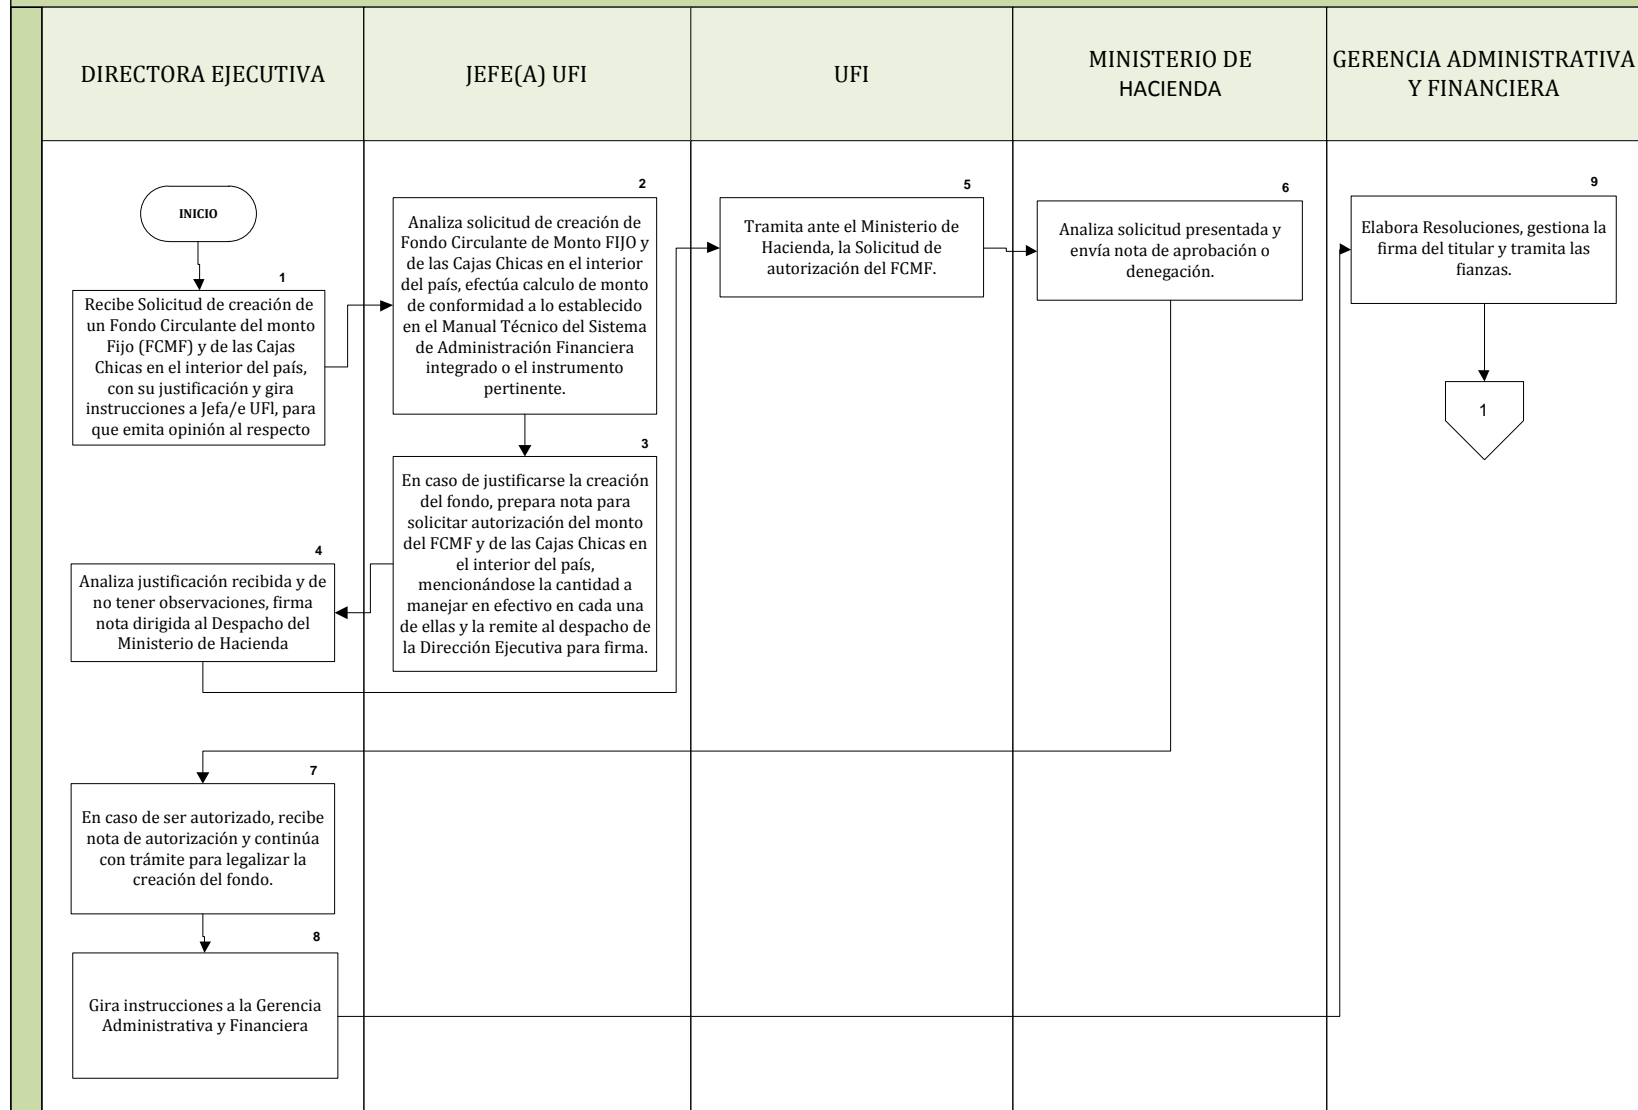 DIRECTORA EJECUTIVA
JEFE(A) UFI
UFI
MINISTERIO DE
HACIENDA
GERENCIA ADMINISTRATIVA
Y FINANCIERA
INICIO
1
Recibe Solicitud de creación de
un Fondo Circulante del monto
Fijo (FCMF) y de las Cajas
Chicas en el interior del país,
con su justificación y gira
instrucciones a Jefa/e UFI, para
que emita opinión al respecto
2
Analiza solicitud de creación de
Fondo Circulante de Monto FIJO y
de las Cajas Chicas en el interior
del país, efectúa calculo de monto
de conformidad a lo establecido
en el Manual Técnico del Sistema
de Administración Financiera
integrado o el instrumento
pertinente.
3
En caso de justificarse la creación
del fondo, prepara nota para
solicitar autorización del monto
del FCMF y de las Cajas Chicas en
el interior del país,
mencionándose la cantidad a
manejar en efectivo en cada una
de ellas y la remite al despacho de
la Dirección Ejecutiva para firma.
4
Analiza justificación recibida y de
no tener observaciones, firma
nota dirigida al Despacho del
Ministerio de Hacienda
5
Tramita ante el Ministerio de
Hacienda, la Solicitud de
autorización del FCMF.
6
Analiza solicitud presentada y
envía nota de aprobación o
denegación.
7
En caso de ser autorizado, recibe
nota de autorización y continúa
con trámite para legalizar la
creación del fondo.
8
Gira instrucciones a la Gerencia
Administrativa y Financiera
9
Elabora Resoluciones, gestiona la
firma del titular y tramita las
fianzas.
1